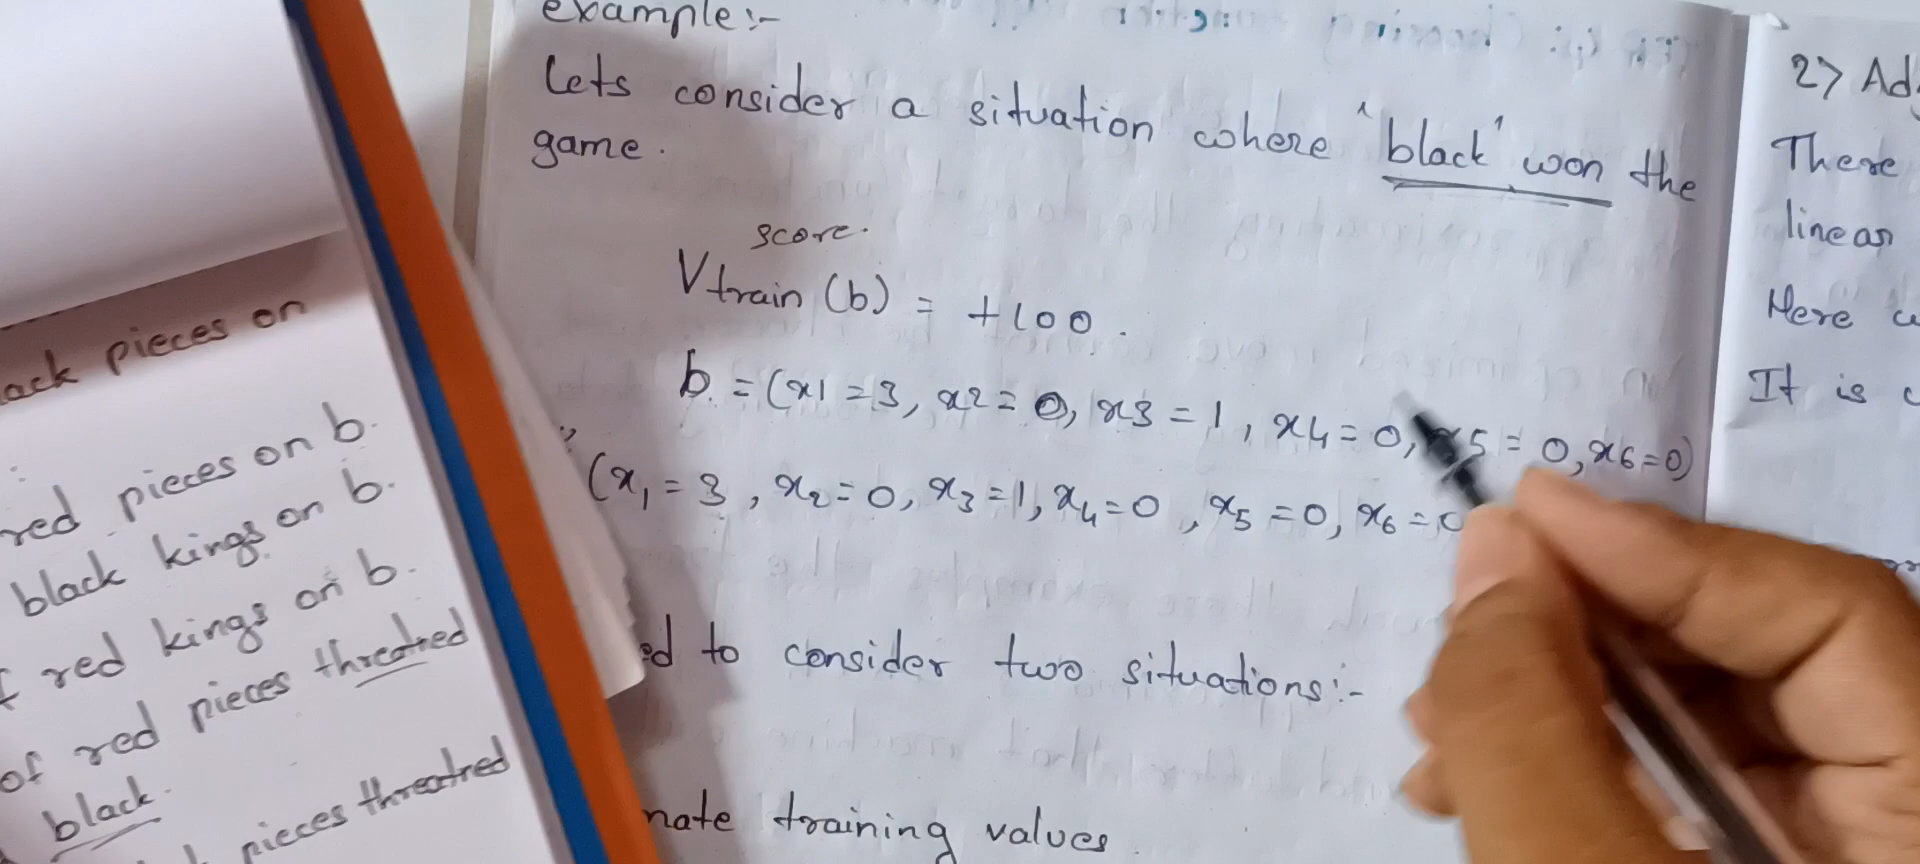 ack pieces on
red pieces on b.
black kings on b.
red kings on b.
of red pieces threatred
black.
pieces threatred
example:-
Lets consider a situation where 'black' won the
game.
score.
Vtrain (b) = +100.
b = (x1 = 3, x2 = 0, x3 = 1, x4 = 0, x5 = 0, x6 = 0)
(x₁ = 3, x₂ = 0, x₃ = 1, x₄ = 0, x₅ = 0, x₆ = 0
ed to consider two situations:-
nate training values.
2> Ad
There
linear
Here
It is c